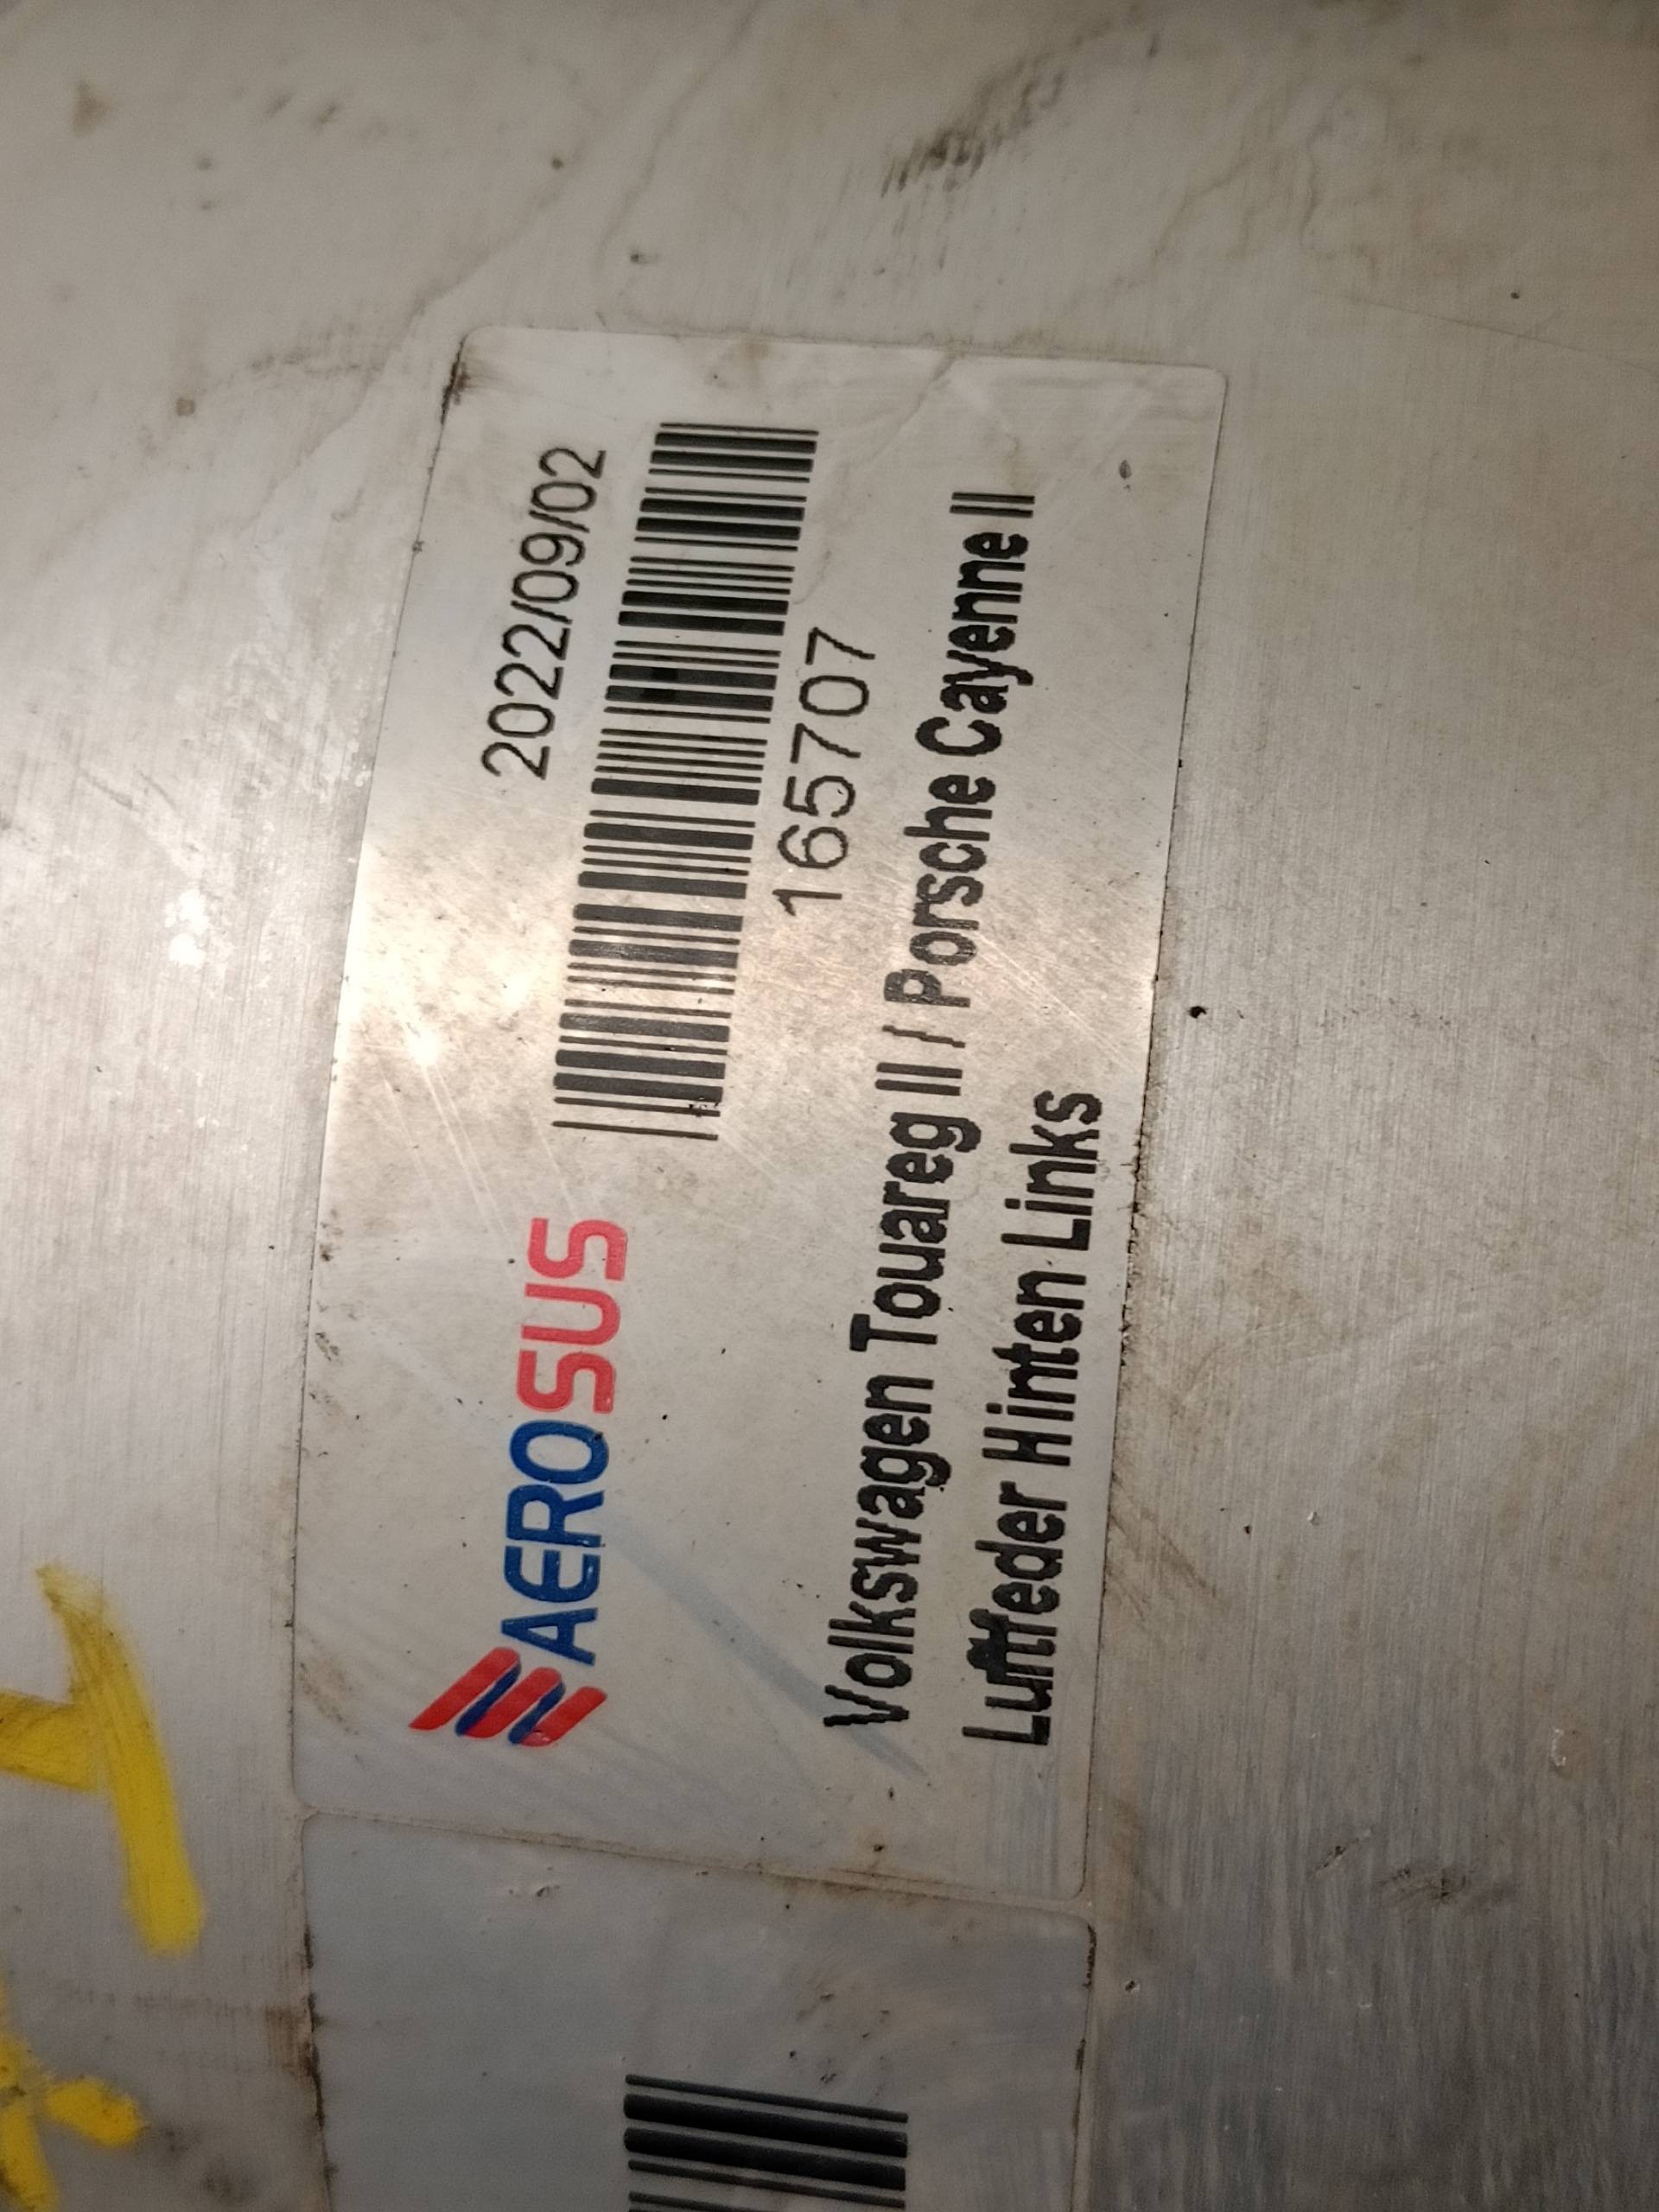 AEROSUS
2022/09/02
165707
Volkswagen Touareg II / Porsche Cayenne II
Luftfeder Hinten Links